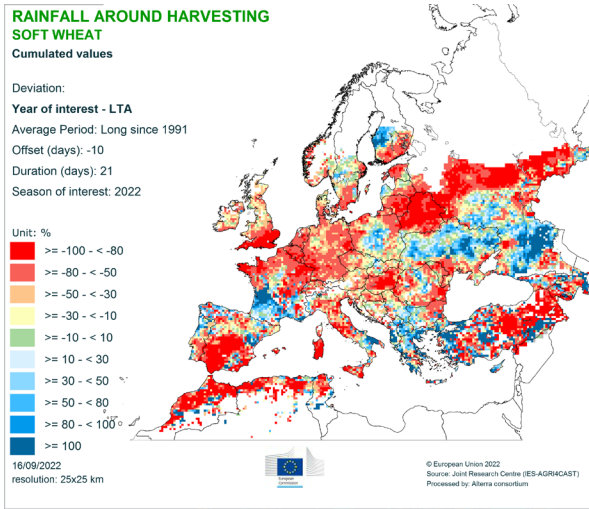 RAINFALL AROUND HARVESTING
SOFT WHEAT
Cumulated values
Deviation:
Year of interest - LTA
Average Period: Long since 1991
Offset (days): -10
Duration (days): 21
Season of interest: 2022
Unit: %
>= -100 - < -80
>= -80 - < -50
>= -50 - < -30
>= -30 - < -10
>= -10 - < 10
>= 10 - < 30
>= 30 - < 50
>= 50 - < 80
>= 80 - < 100
>= 100
16/09/2022
resolution: 25x25 km
European
Commission
© European Union 2022
Source: Joint Research Centre (IES-AGRI4CAST)
Processed by: Alterra consortium